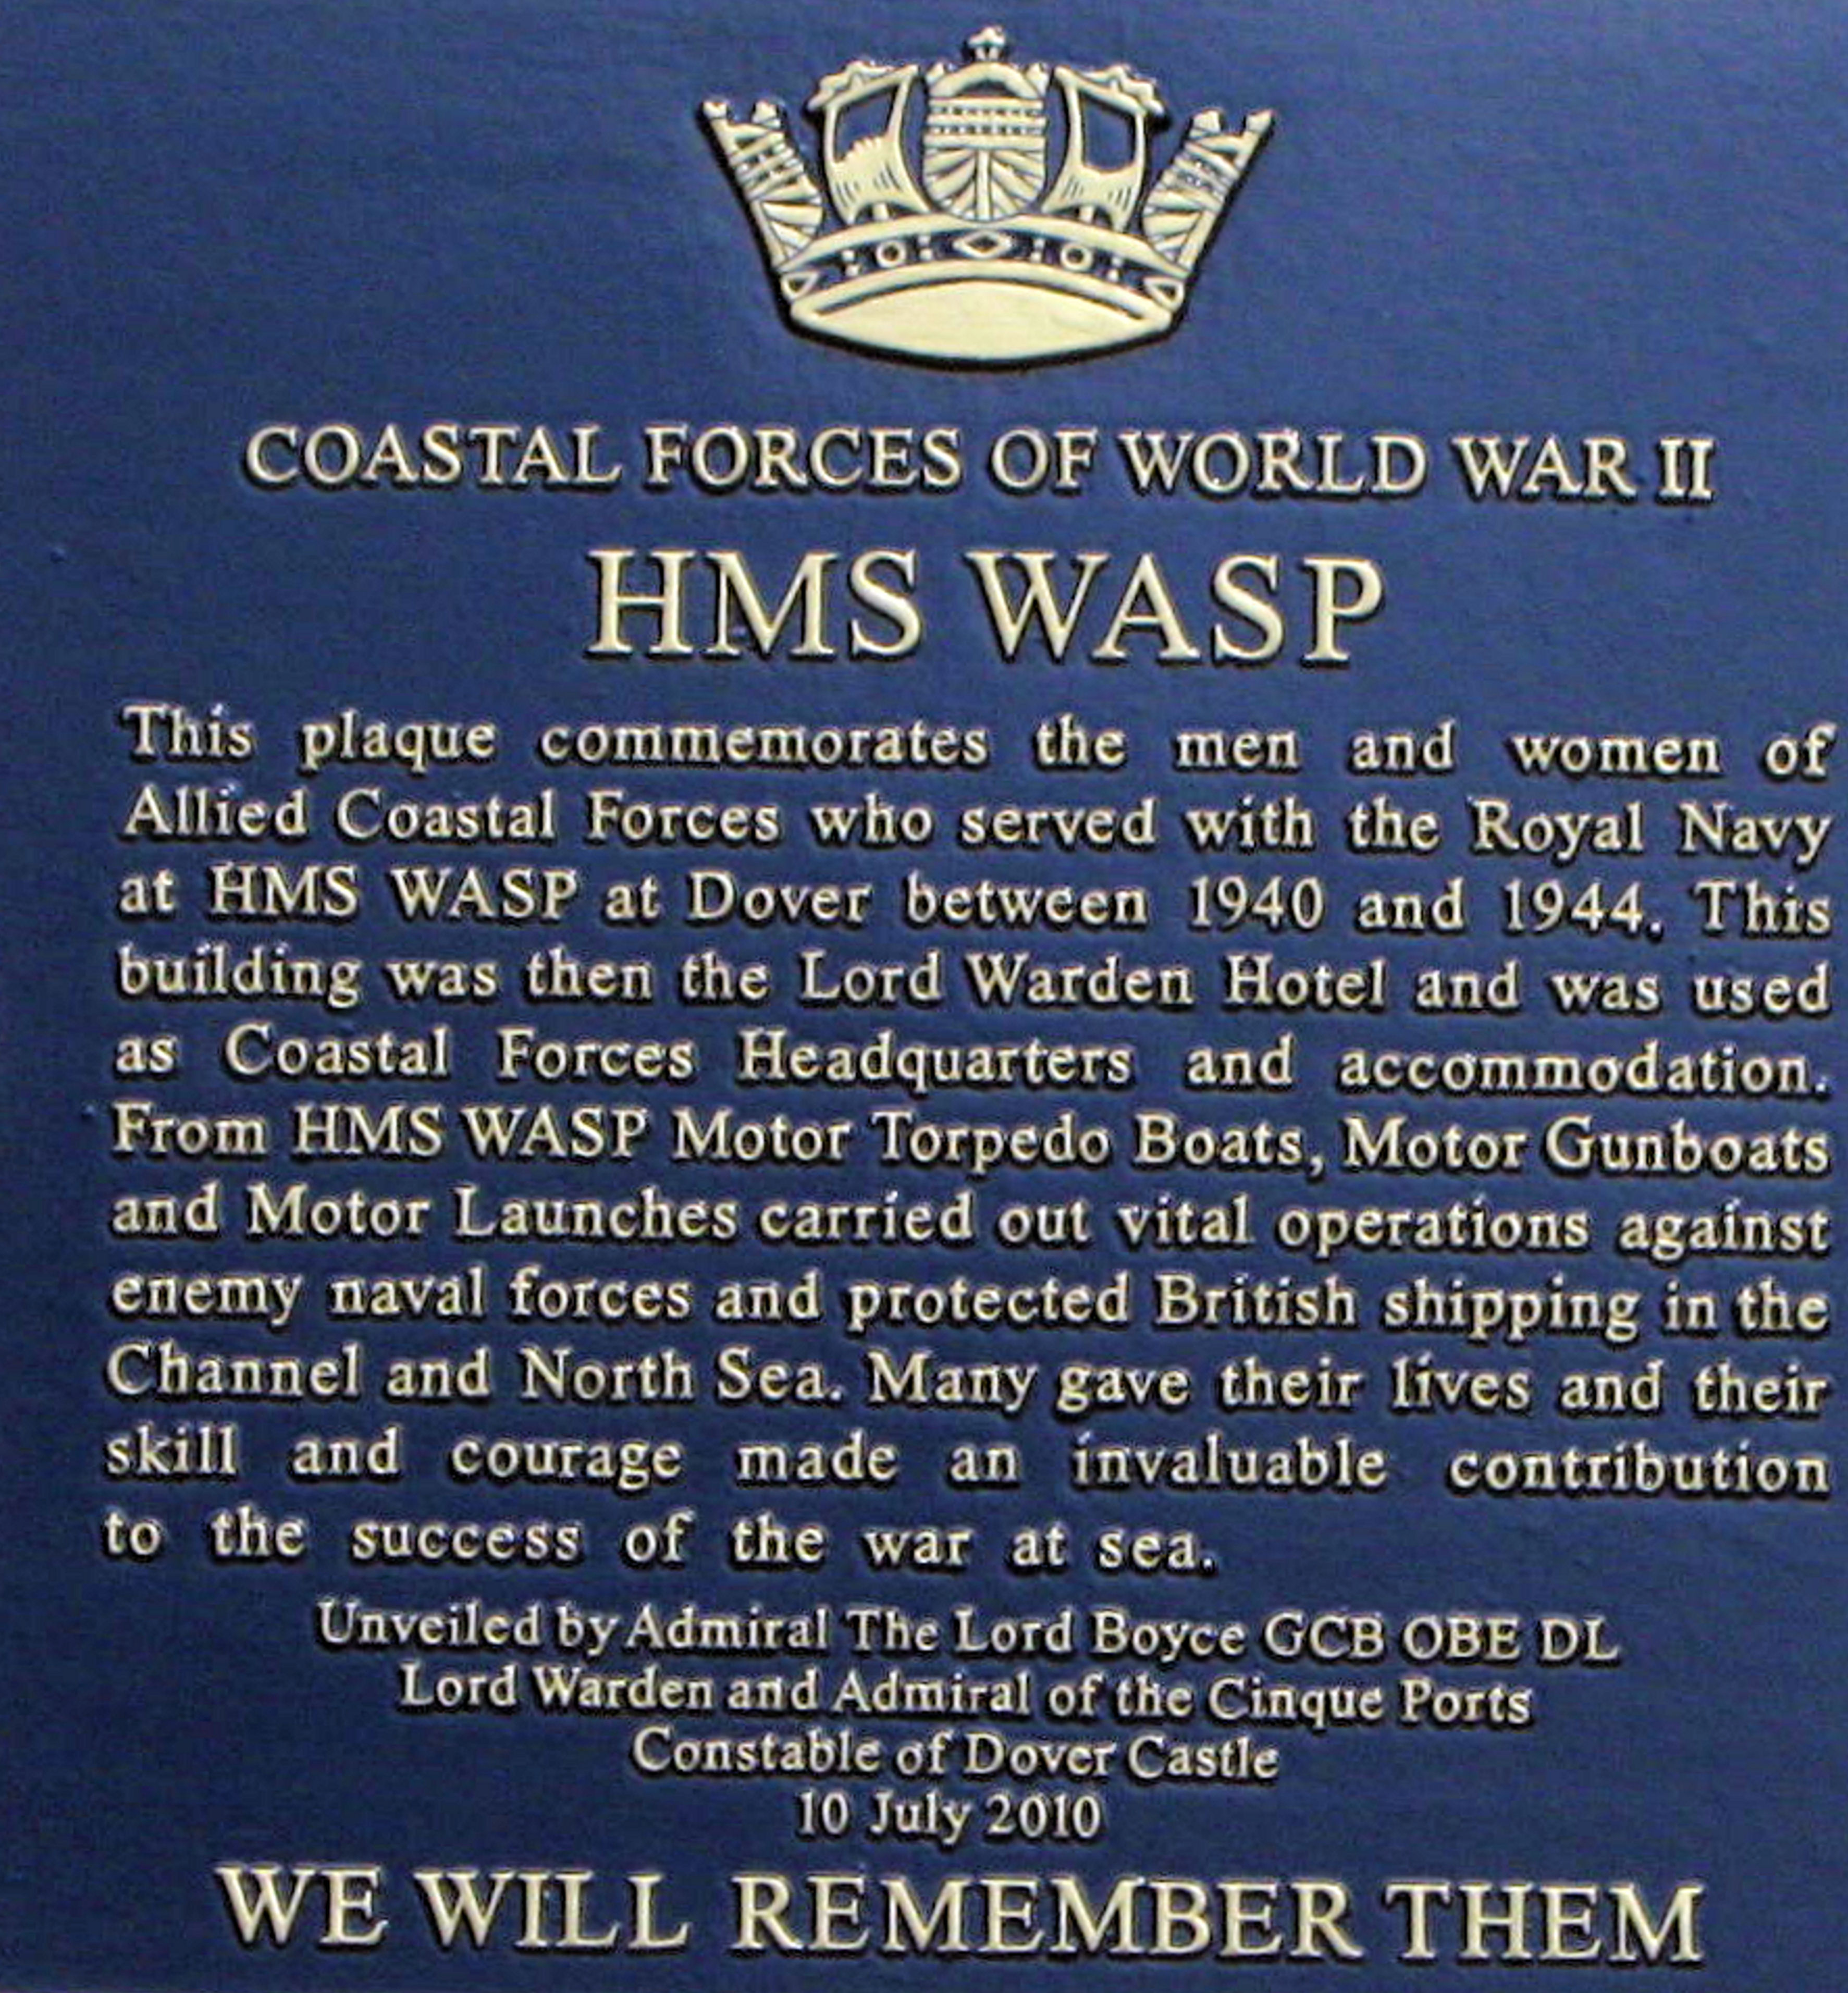 COASTAL FORCES OF WORLD WAR II
HMS WASP
This plaque commemorates the men and women of
Allied Coastal Forces who served with the Royal Navy
at HMS WASP at Dover between 1940 and 1944. This
building was then the Lord Warden Hotel and was used
as Coastal Forces Headquarters and accommodation.
From HMS WASP Motor Torpedo Boats, Motor Gunboats
and Motor Launches carried out vital operations against
enemy naval forces and protected British shipping in the
Channel and North Sea. Many gave their lives and their
skill and courage made an invaluable contribution
to the success of the war at sea.
Unveiled by Admiral The Lord Boyce GCB OBE DL
Lord Warden and Admiral of the Cinque Ports
Constable of Dover Castle
10 July 2010
WE WILL REMEMBER THEM